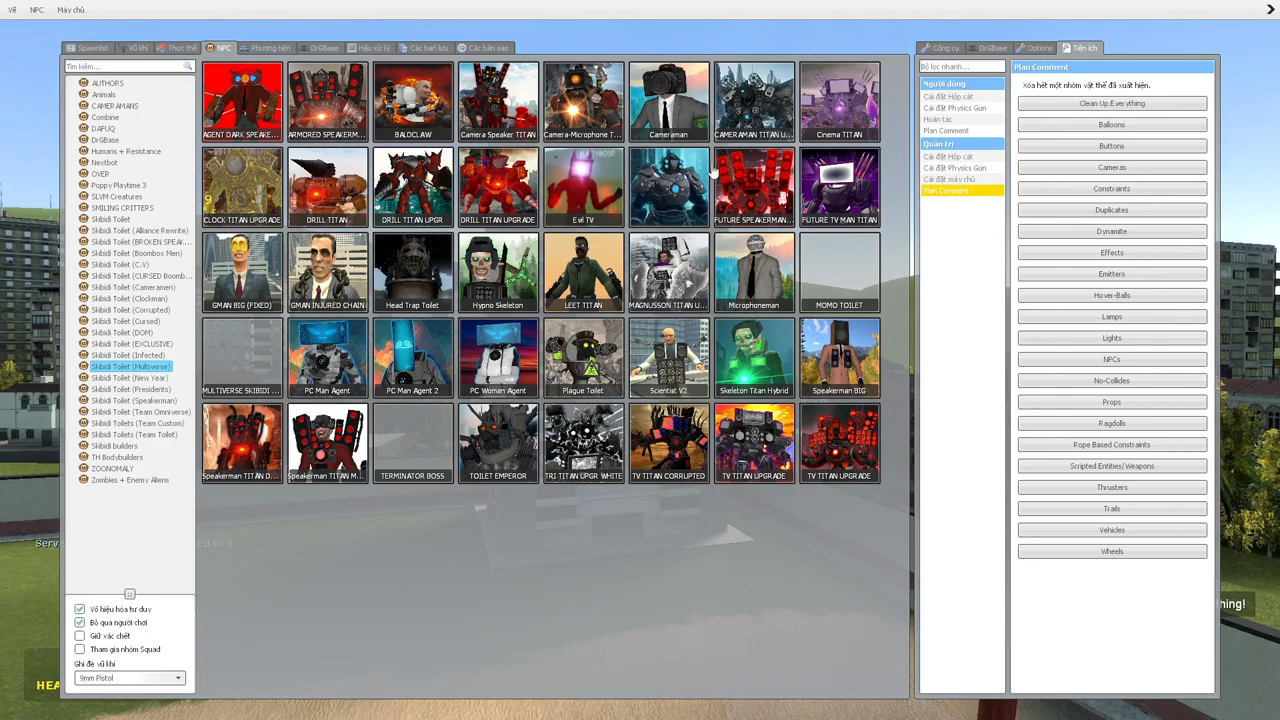 Vẽ NPC Máy chủ
Spawnlist Vũ khí Thực thể NPC Phương tiện DrGBase Hậu xử lý Các bản lưu Các bản sao
Công cụ DrGBase Options Tiện ích
Tìm kiếm...
AUTHORS
Animals
CAMERAMANS
Combine
DAFUQ
DrGBase
Humans + Resistance
Nextbot
OVER
Poppy Playtime 3
SLVM Creatures
SMILING CRITTERS
Skibidi Toilet
Skibidi Toilet (Alliance Rewrite)
Skibidi Toilet (BROKEN SPEAK...
Skibidi Toilet (Boombox Men)
Skibidi Toilet (C.V)
Skibidi Toilet (CURSED Boomb...
Skibidi Toilet (Cameramen)
Skibidi Toilet (Clockman)
Skibidi Toilet (Corrupted)
Skibidi Toilet (Cursed)
Skibidi Toilet (DOM)
Skibidi Toilet (EXCLUSIVE)
Skibidi Toilet (Infected)
Skibidi Toilet (Multiverse)
Skibidi Toilet (New Year)
Skibidi Toilet (Presidents)
Skibidi Toilet (Speakerman)
Skibidi Toilet (Team Omniverse)
Skibidi Toilets (Team Custom)
Skibidi Toilets (Team Toilet)
Skibidi builders
TH Bodybuilders
ZOONOMALY
Zombies + Enemy Aliens
Vô hiệu hóa tư duy
Bỏ qua người chơi
Giữ xác chết
Tham gia nhóm Squad
Ghi đè vũ khí
9mm Pistol
AGENT DARK SPEAKE... ARMORED SPEAKERM... BALDCLAW Camera Speaker TITAN Camera-Microphone T... Cameraman CAMERAMAN TITAN U... Cinema TITAN
CLOCK TITAN UPGRADE DRILL TITAN DRILL TITAN UPGR DRILL TITAN UPGRADE Evil TV FUTURE SPEAKERMAN... FUTURE TV MAN TITAN
GMAN BIG (FIXED) GMAN INJURED CHAIN Head Trap Toilet Hypno Skeleton LEET TITAN MAGNUSSON TITAN U... Microphoneman MOMO TOILET
MULTIVERSE SKIBIDI ... PC Man Agent PC Man Agent 2 PC Woman Agent Plague Toilet Scientist V2 Skeleton Titan Hybrid Speakerman BIG
Speakerman TITAN D... Speakerman TITAN M... TERMINATOR BOSS TOILET EMPEROR TRI-TITAN UPGR WHITE TV TITAN CORRUPTED TV TITAN UPGRADE TV TITAN UPGRADE
Bộ lọc nhanh...
Người dùng
Cài đặt Hộp cát
Cài đặt Physics Gun
Hoàn tác
Plan Comment
Quản trị
Cài đặt Hộp cát
Cài đặt Physics Gun
Cài đặt máy chủ
Plan Comment
Plan Comment
Xóa hết một nhóm vật thể đã xuất hiện.
Clean Up Everything
Balloons
Buttons
Cameras
Constraints
Duplicates
Dynamite
Effects
Emitters
Hover-Balls
Lamps
Lights
NPCs
No-Collides
Props
Ragdolls
Rope Based Constraints
Scripted Entities/Weapons
Thrusters
Trails
Vehicles
Wheels